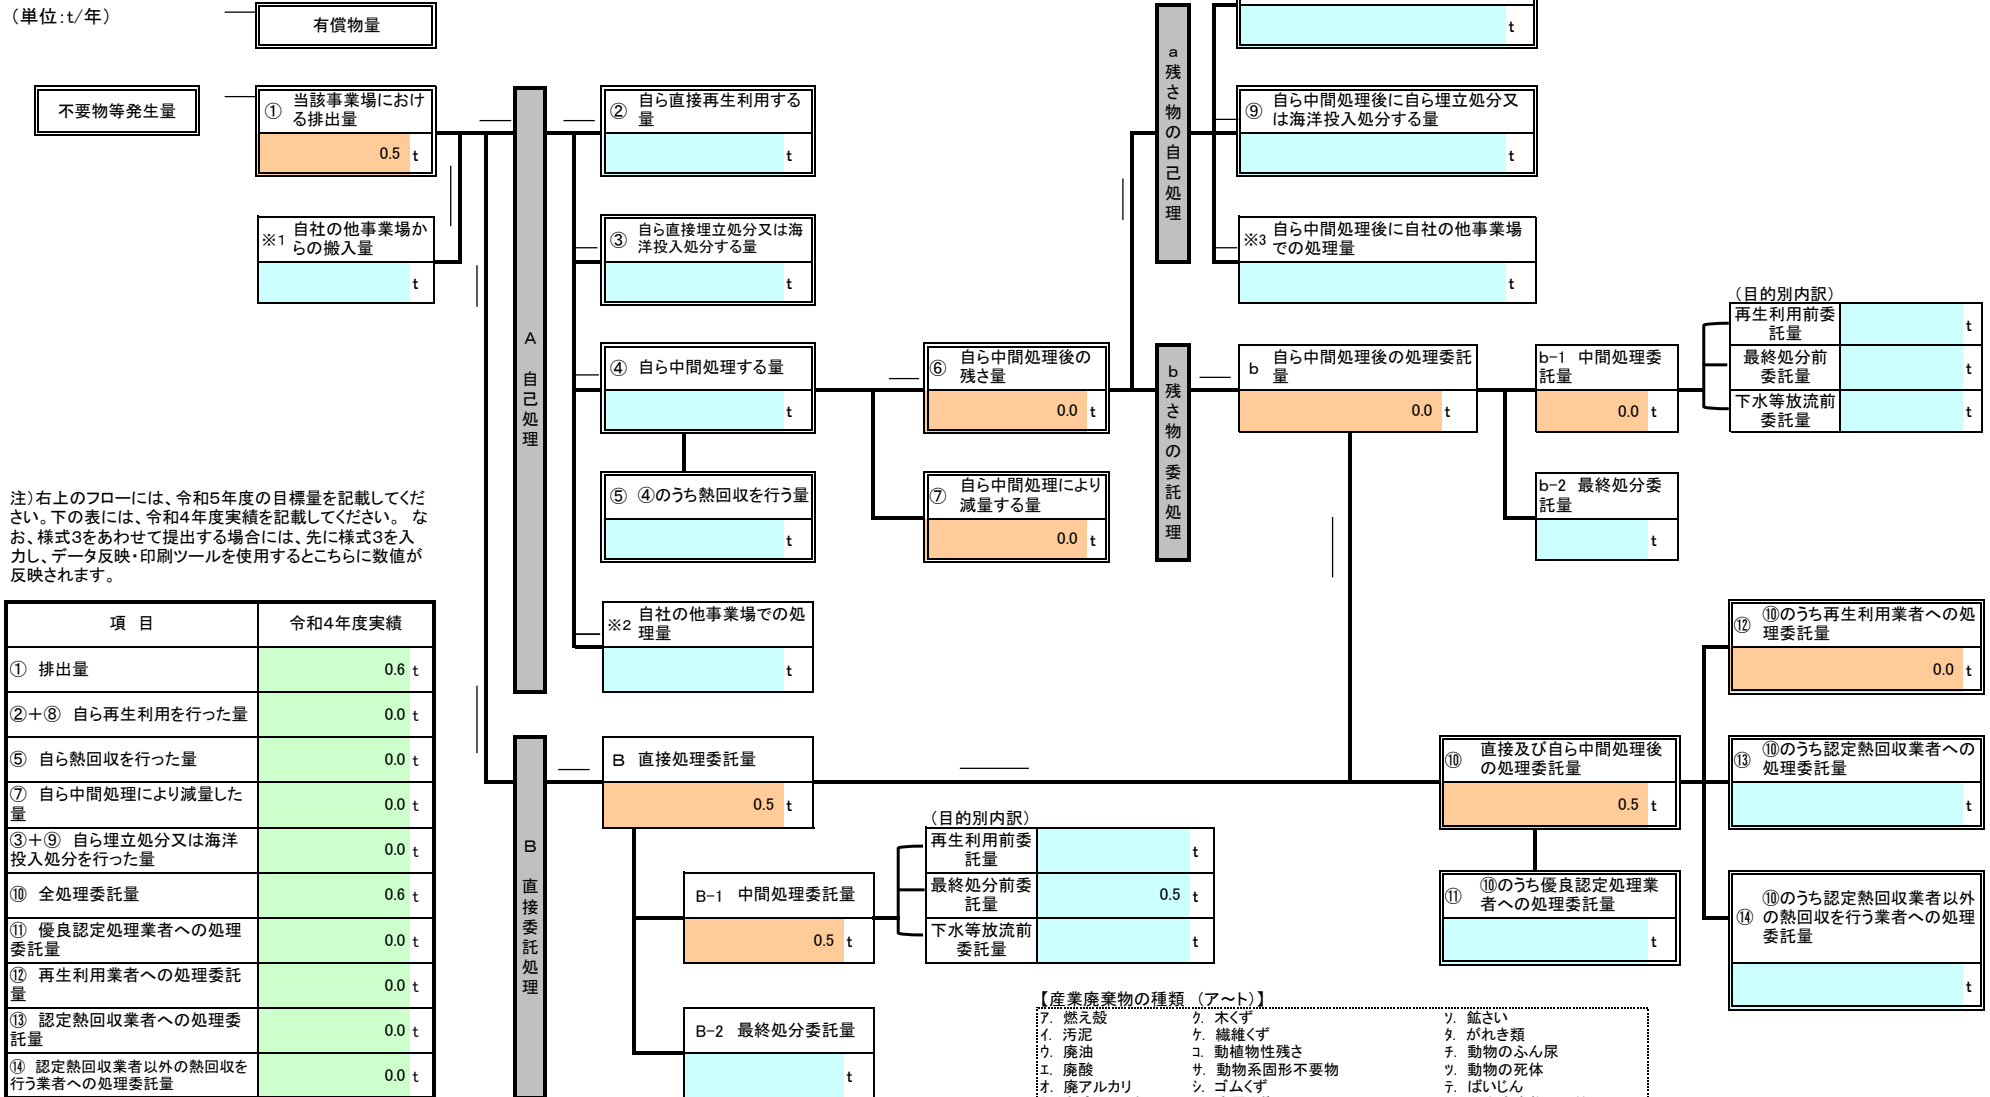 （単位：t/年）
有償物量
t
不要物等発生量
① 当該事業場におけ
る排出量
0.5 t
※1 自社の他事業場か
らの搬入量
t
A 自己処理
② 自ら直接再生利用する
量
t
③ 自ら直接埋立処分又は海
洋投入処分する量
t
④ 自ら中間処理する量
t
⑤ ④のうち熱回収を行う量
t
※2 自社の他事業場での処
理量
t
⑥ 自ら中間処理後の
残さ量
0.0 t
⑦ 自ら中間処理により
減量する量
0.0 t
a 残さ物の自己処理
⑨ 自ら中間処理後に自ら埋立処分又
は海洋投入処分する量
t
※3 自ら中間処理後に自社の他事業場
での処理量
t
b 残さ物の委託処理
b 自ら中間処理後の処理委託
量
0.0 t
b-1 中間処理委
託量
0.0 t
（目的別内訳）
再生利用前委
託量
t
最終処分前
委託量
t
下水等放流前
委託量
t
b-2 最終処分委
託量
t
注）右上のフローには、令和5年度の目標量を記載してくだ
さい。下の表には、令和4年度実績を記載してください。 な
お、様式3をあわせて提出する場合には、先に様式3を入
力し、データ反映・印刷ツールを使用するとこちらに数値が
反映されます。
項 目 令和4年度実績
① 排出量 0.6 t
②＋⑧ 自ら再生利用を行った量 0.0 t
⑤ 自ら熱回収を行った量 0.0 t
⑦ 自ら中間処理により減量した
量 0.0 t
③＋⑨ 自ら埋立処分又は海洋
投入処分を行った量 0.0 t
⑩ 全処理委託量 0.6 t
⑪ 優良認定処理業者への処理
委託量 0.0 t
⑫ 再生利用業者への処理委託
量 0.0 t
⑬ 認定熱回収業者への処理委
託量 0.0 t
⑭ 認定熱回収業者以外の熱回収を
行う業者への処理委託量 0.0 t
B 直接委託処理
B 直接処理委託量
0.5 t
B-1 中間処理委託量
0.5 t
（目的別内訳）
再生利用前委
託量
t
最終処分前委
託量
0.5 t
下水等放流前
委託量
t
B-2 最終処分委託量
t
⑩ 直接及び自ら中間処理後
の処理委託量
0.5 t
⑪ ⑩のうち優良認定処理業
者への処理委託量
t
⑫ ⑩のうち再生利用業者への処
理委託量
0.0 t
⑬ ⑩のうち認定熱回収業者への
処理委託量
t
⑭ ⑩のうち認定熱回収業者以外
の熱回収を行う業者への処理
委託量
t
【産業廃棄物の種類 （ア～ト）】
ア. 燃え殻 ク. 木くず ソ. 鉱さい
イ. 汚泥 ケ. 繊維くず タ. がれき類
ウ. 廃油 コ. 動植物性残さ チ. 動物のふん尿
エ. 廃酸 サ. 動物系固形不要物 ツ. 動物の死体
オ. 廃アルカリ シ. ゴムくず テ. ばいじん